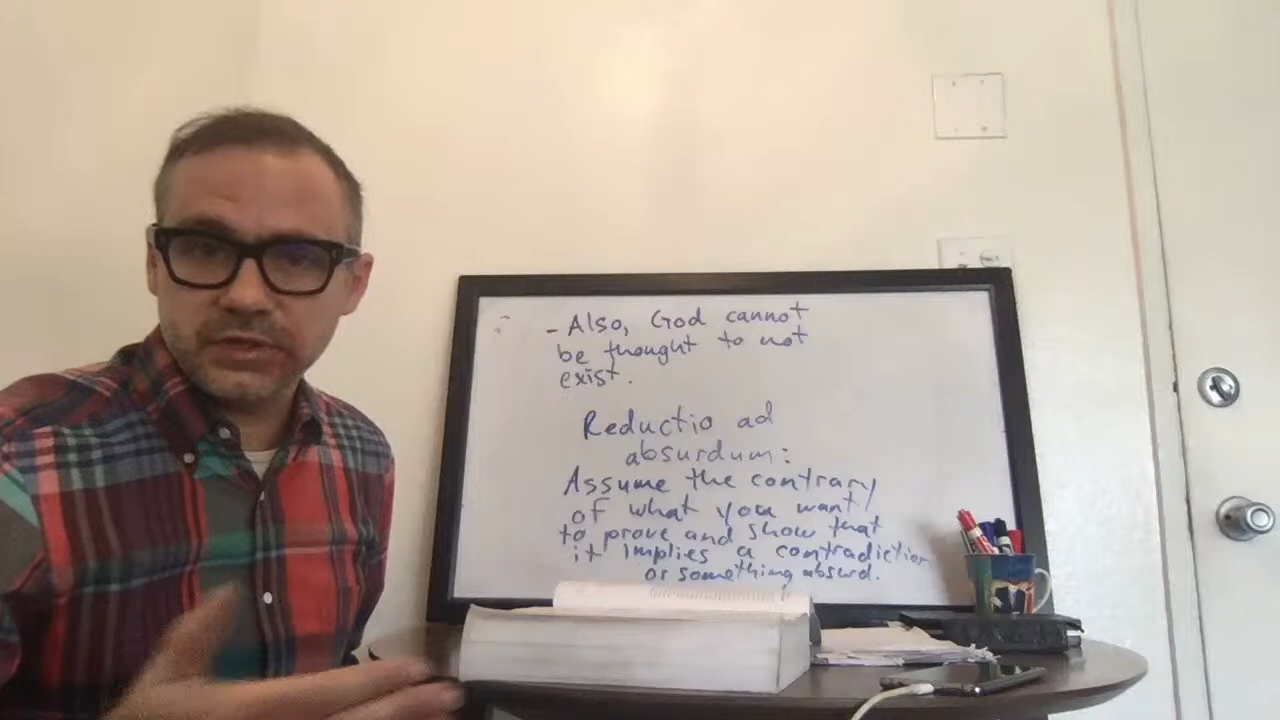 ∴ - Also, God cannot
be thought to not
exist.
Reductio ad
absurdum:
Assume the contrary
of what you want
to prove and show that
it implies a contradiction
or something absurd.